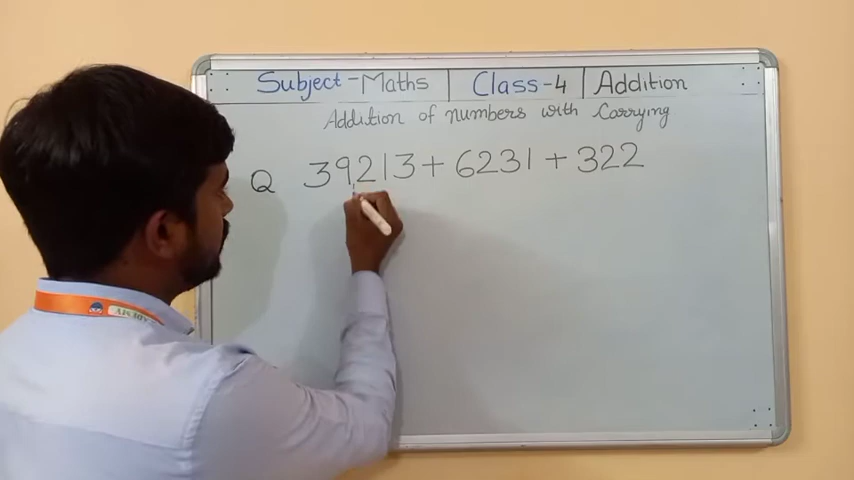 Subject-Maths | Class-4 | Addition
Addition of numbers with Carrying
Q 39213 + 6231 + 322